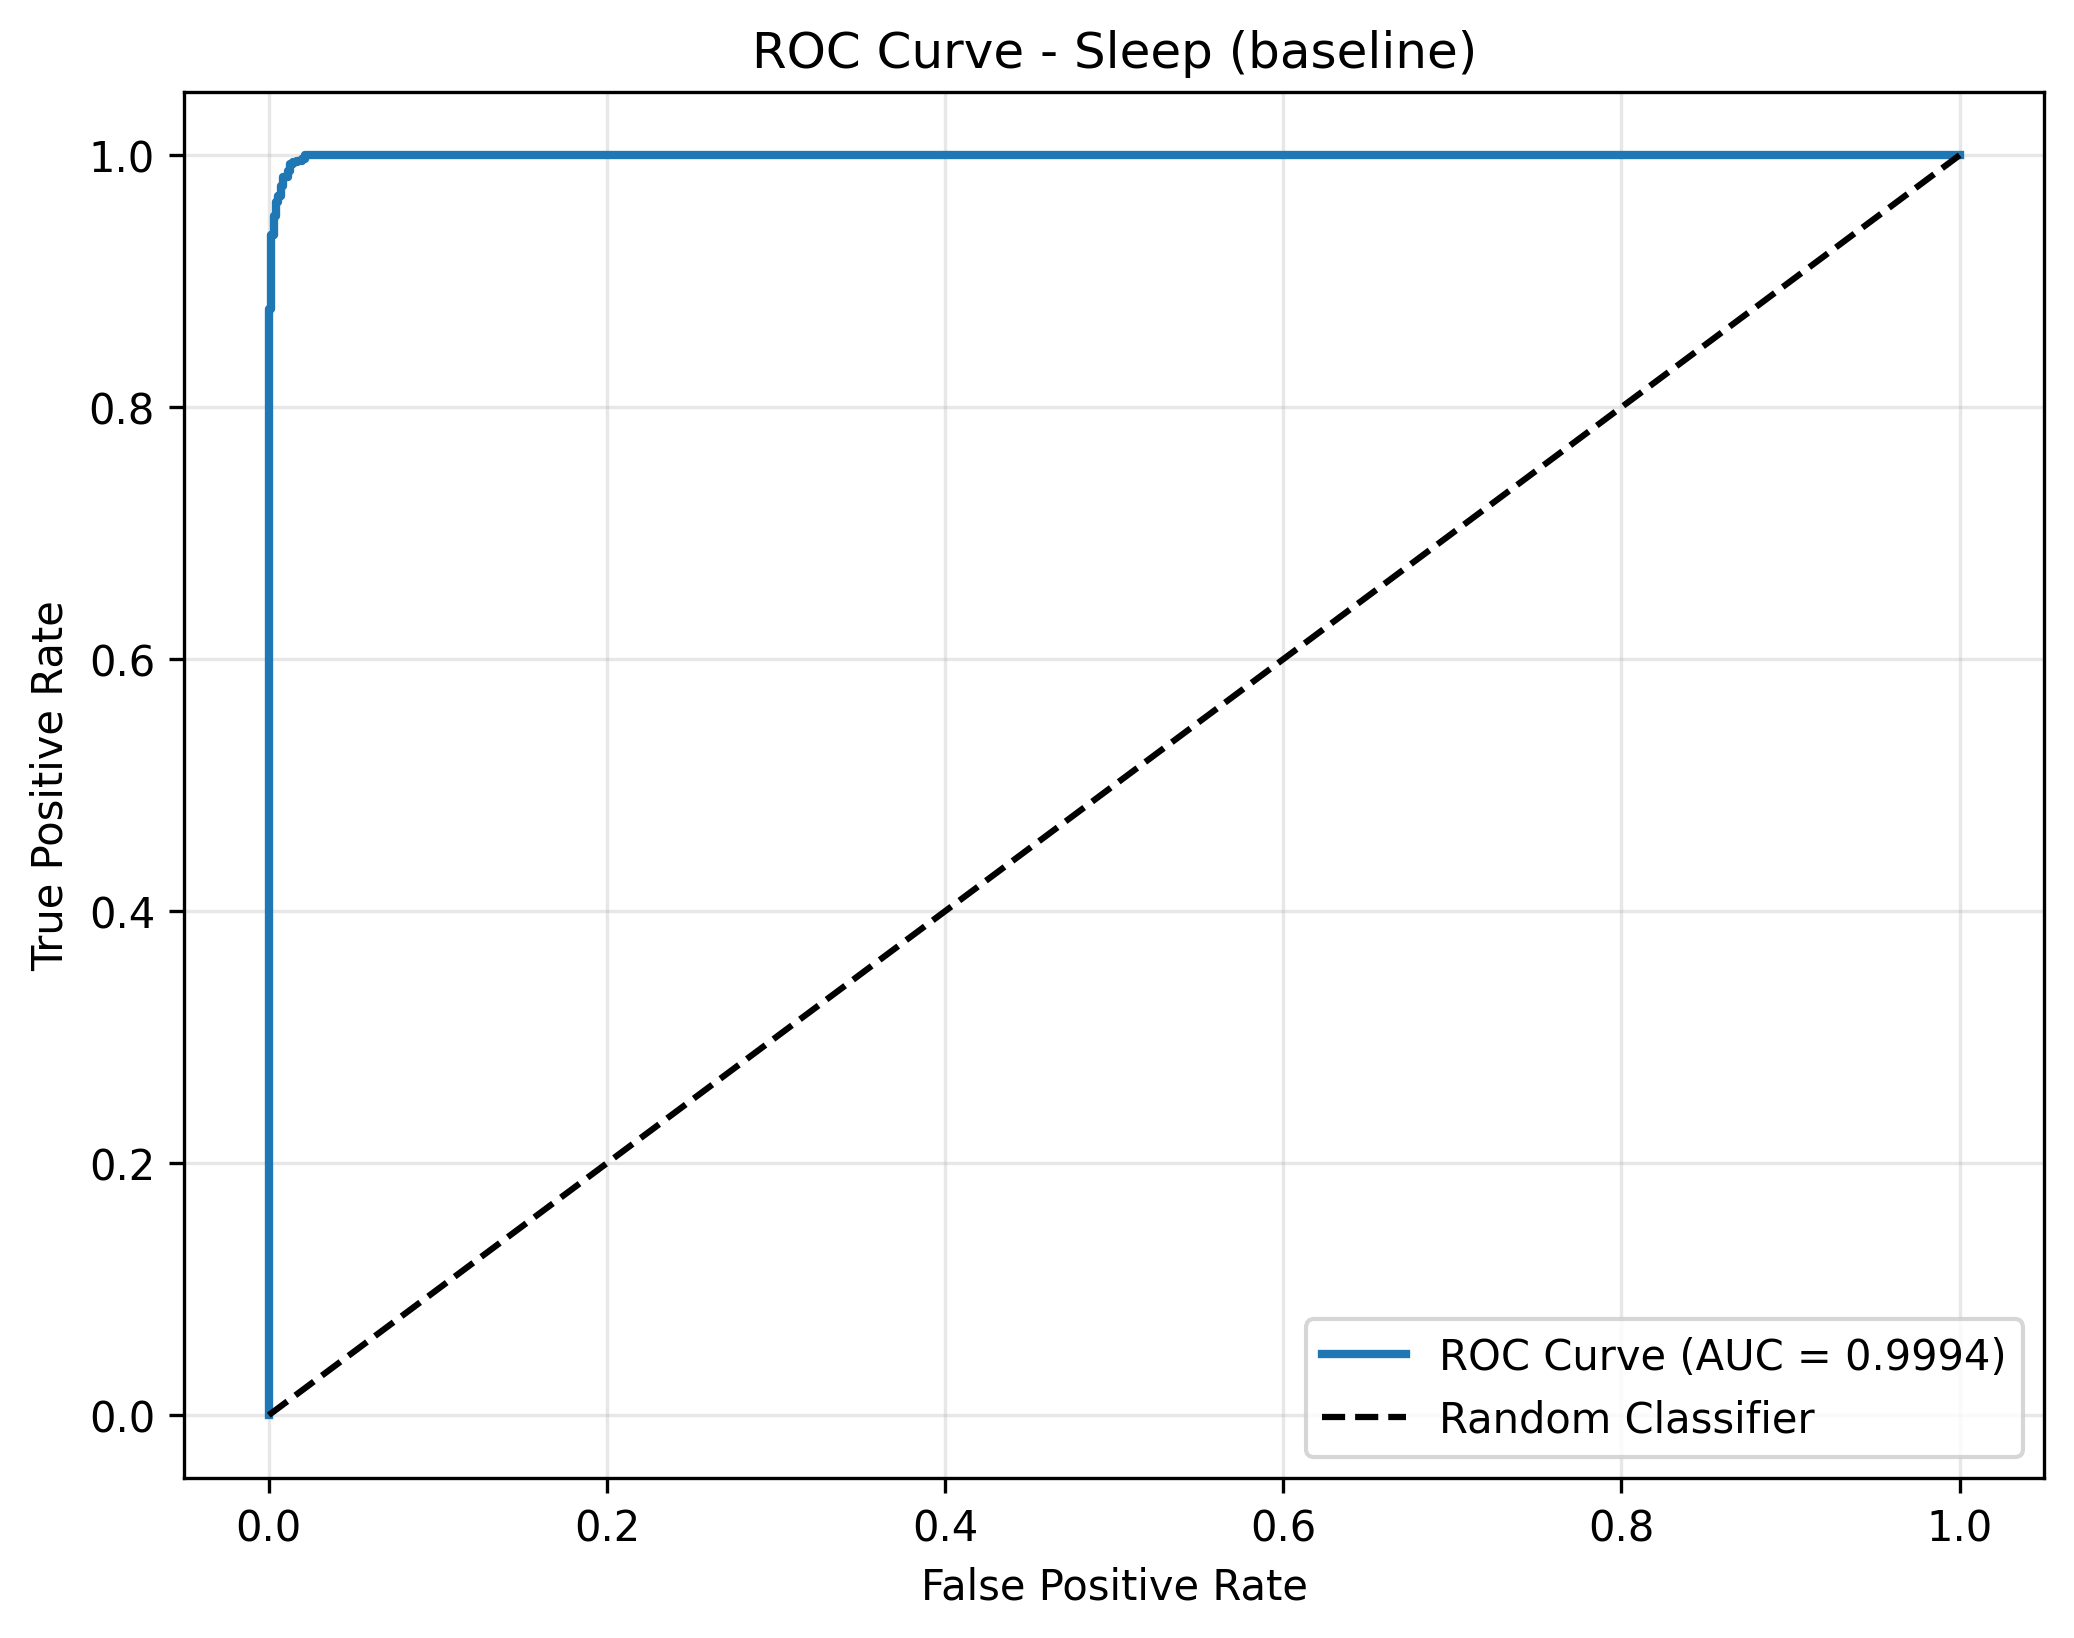 ROC Curve - Sleep (baseline)
True Positive Rate
1.0
0.8
0.6
0.4
0.2
0.0
0.0 0.2 0.4 0.6 0.8 1.0
False Positive Rate
ROC Curve (AUC = 0.9994)
Random Classifier